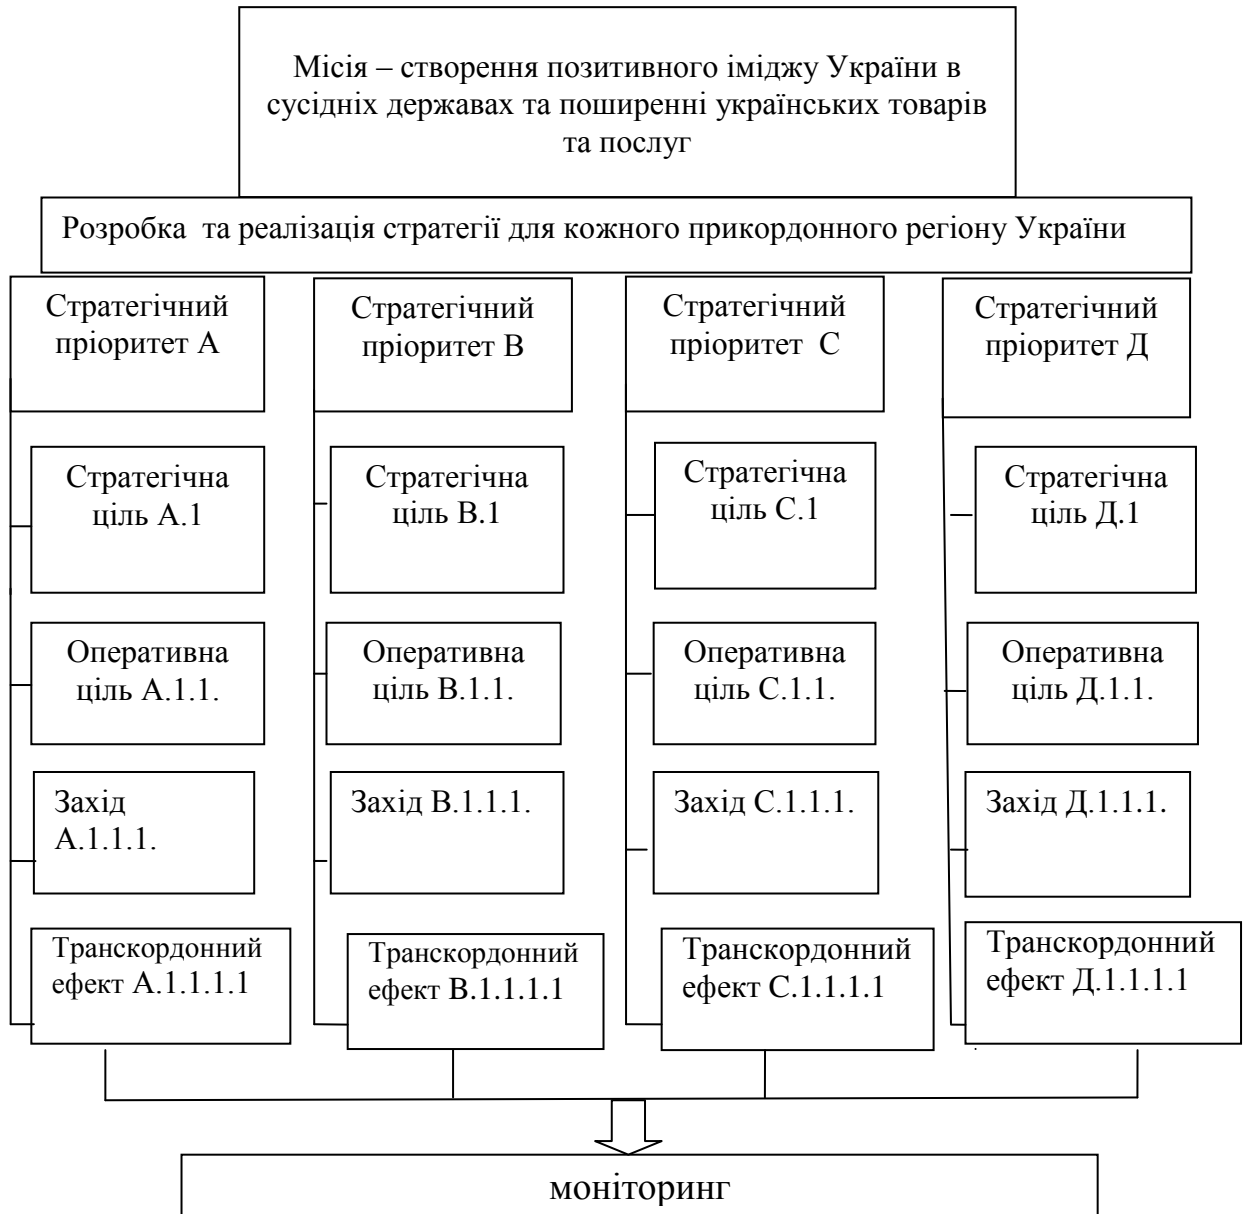 Місія – створення позитивного іміджу України в
сусідніх державах та поширенні українських товарів
та послуг
Розробка та реалізація стратегії для кожного прикордонного регіону України
Стратегічний
пріоритет А
Стратегічний
пріоритет В
Стратегічний
пріоритет С
Стратегічний
пріоритет Д
Стратегічна
ціль А.1
Стратегічна
ціль В.1
Стратегічна
ціль С.1
Стратегічна
ціль Д.1
Оперативна
ціль А.1.1.
Оперативна
ціль В.1.1.
Оперативна
ціль С.1.1.
Оперативна
ціль Д.1.1.
Захід
А.1.1.1.
Захід В.1.1.1.
Захід С.1.1.1.
Захід Д.1.1.1.
Транскордонний
ефект А.1.1.1.1
Транскордонний
ефект В.1.1.1.1
Транскордонний
ефект С.1.1.1.1
Транскордонний
ефект Д.1.1.1.1
моніторинг